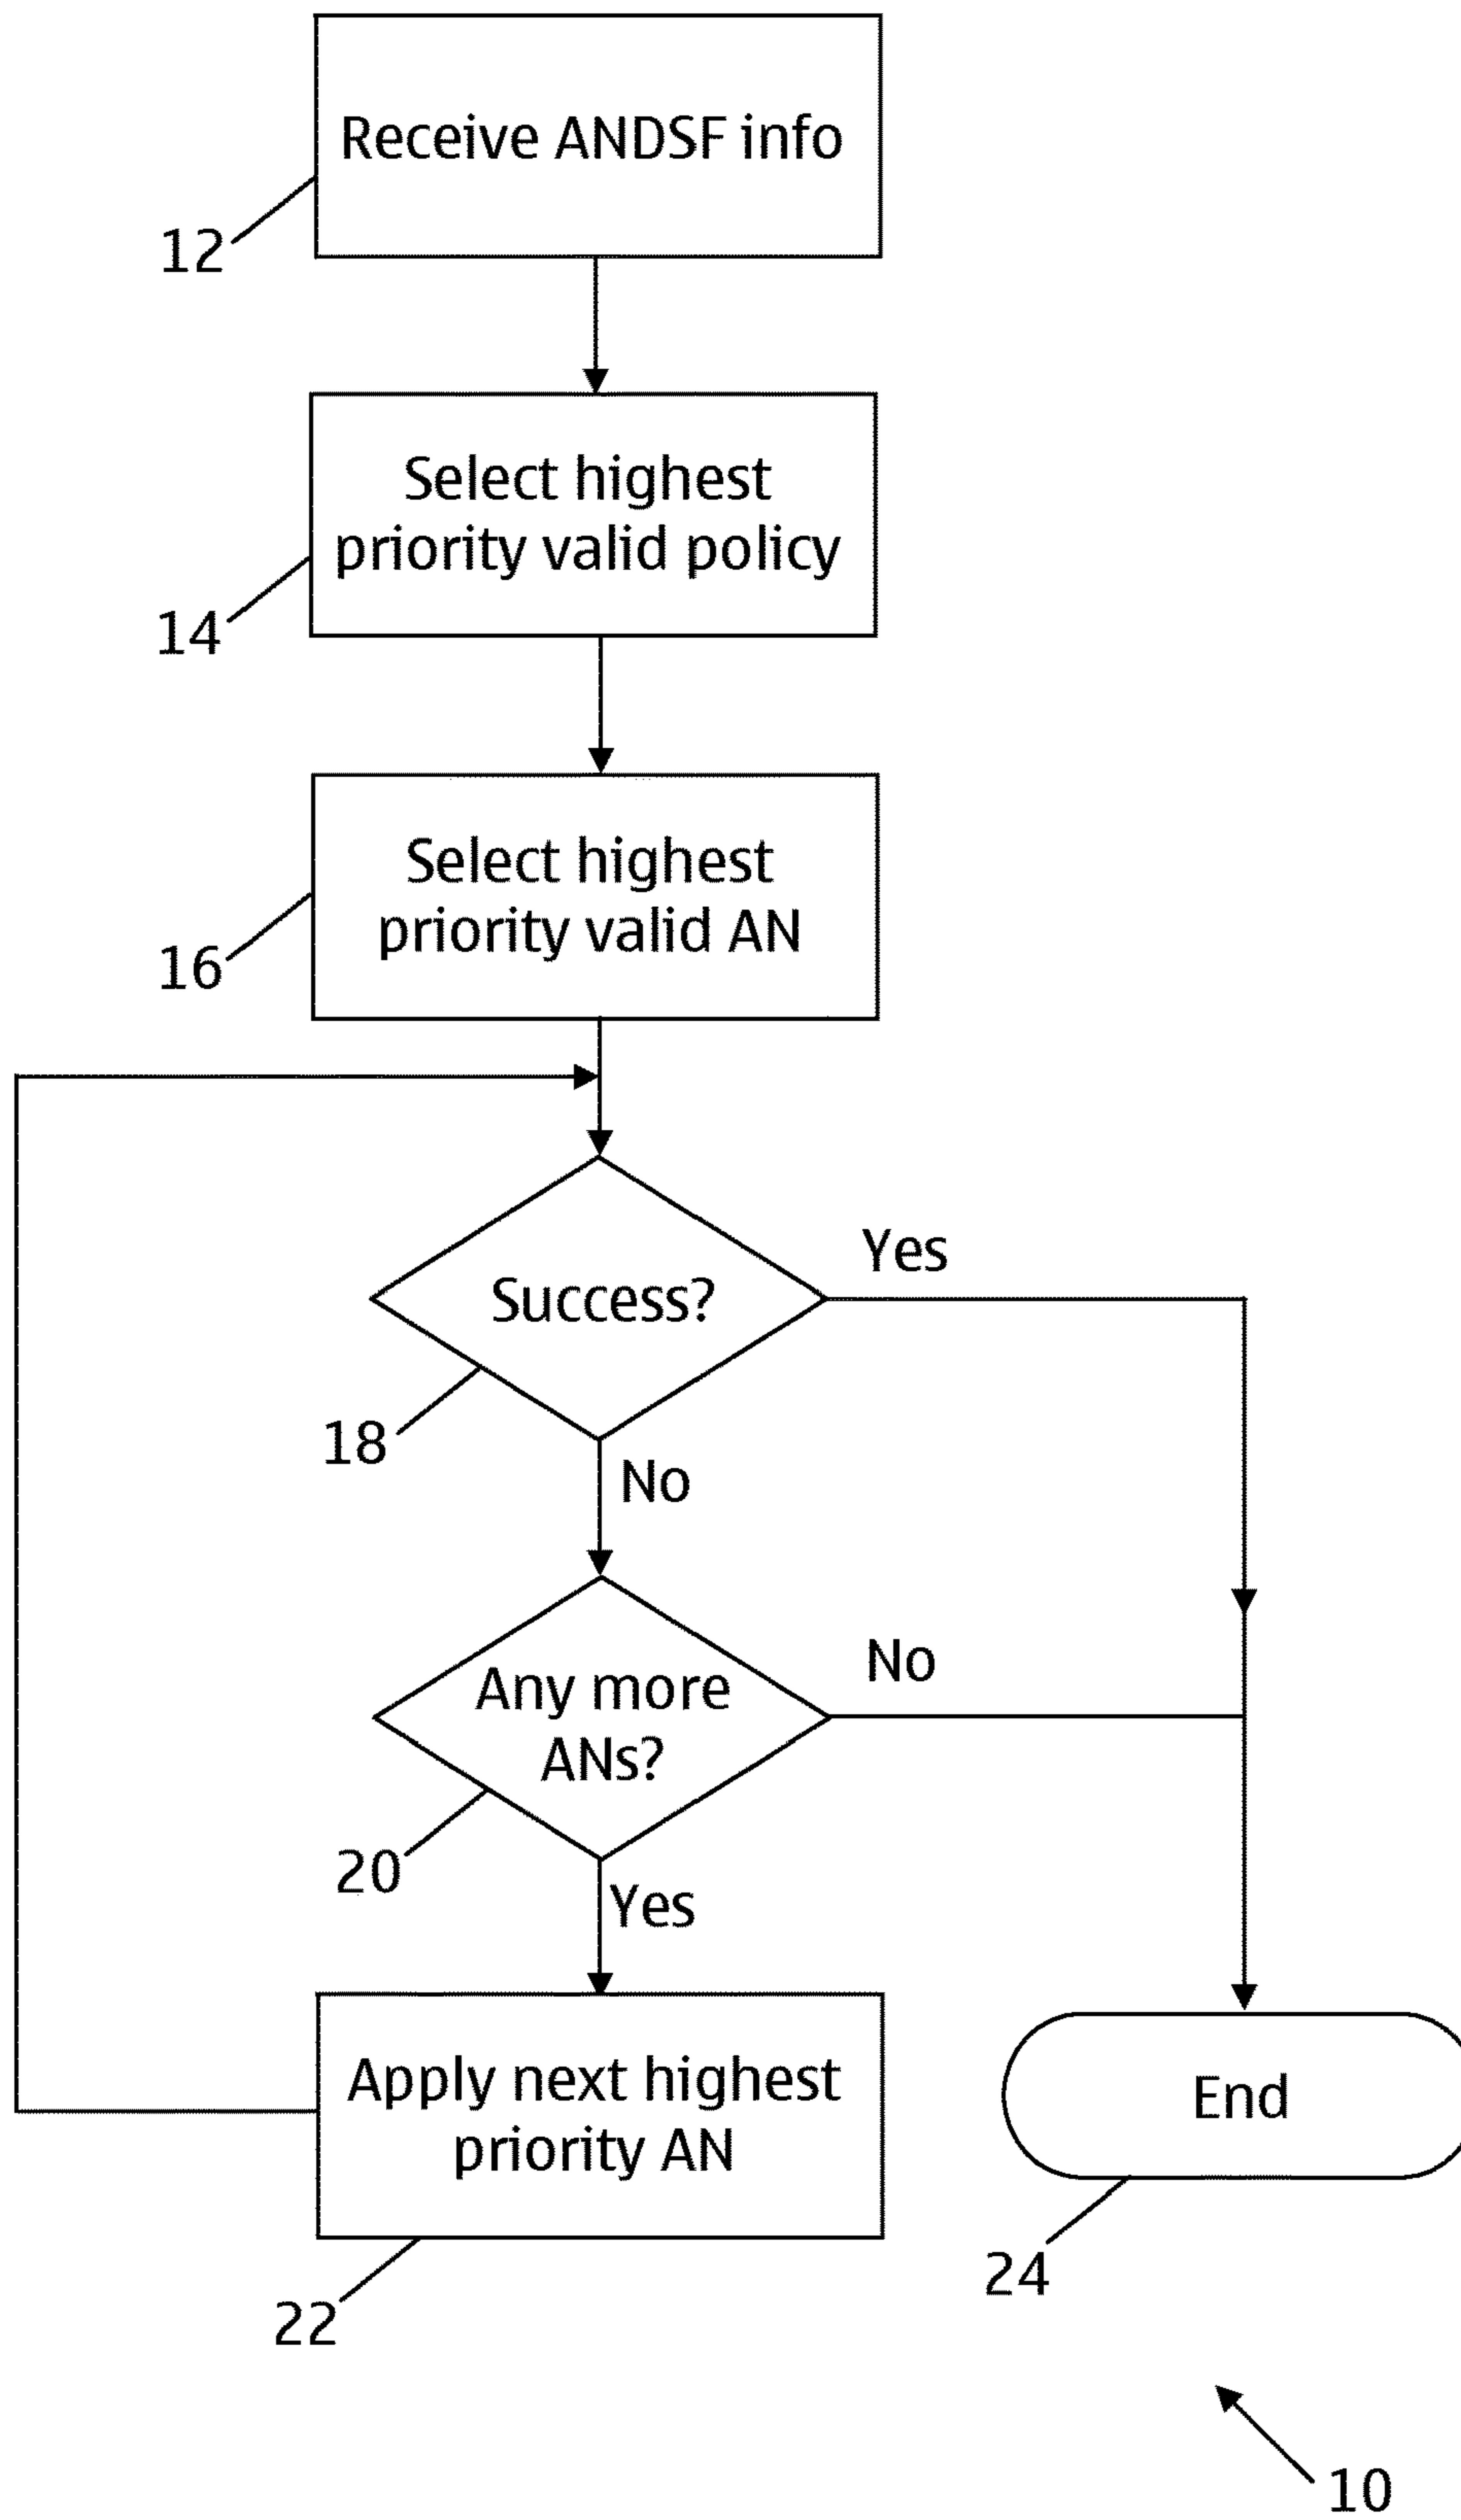 Receive ANDSF info
12
Select highest
priority valid policy
14
Select highest
priority valid AN
16
Yes
Success?
18
No
No
Any more
ANs?
20
Yes
Apply next highest
priority AN
End
22
24
10